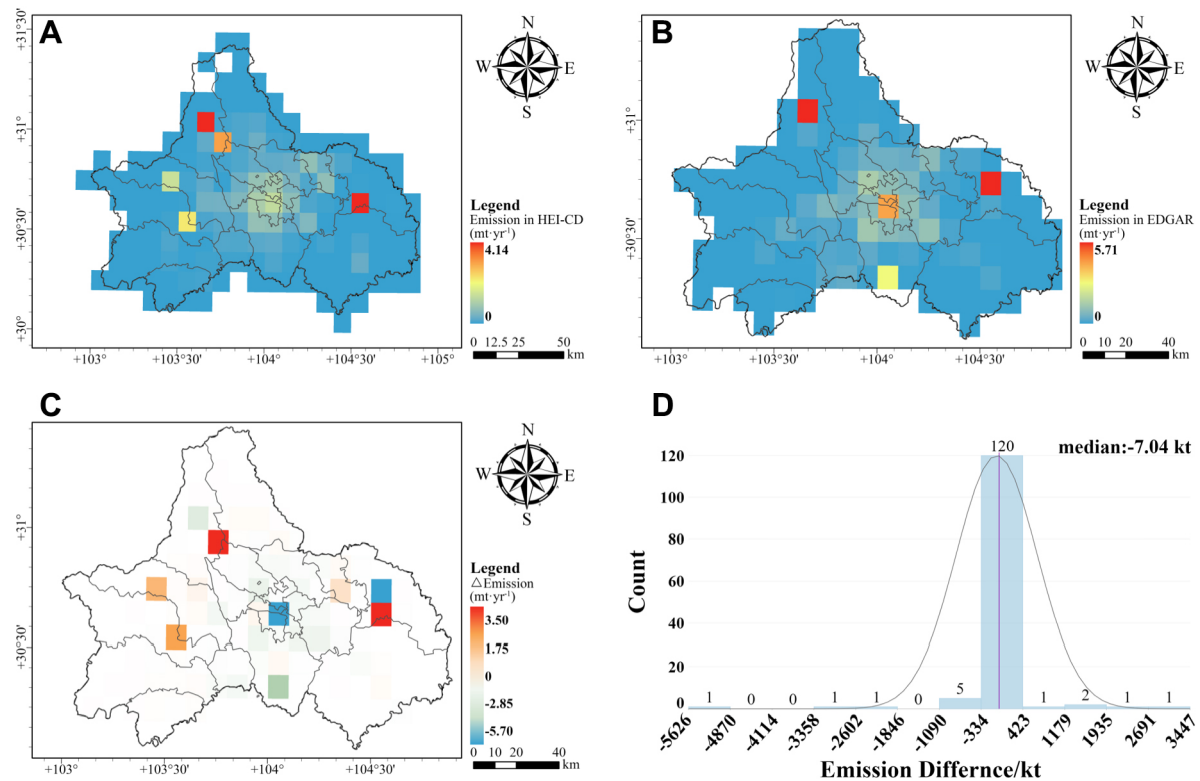 A
N
W
E
S
+31°30'
+31°
+30°30'
+30°
Legend
Emission in HEI-CD
(mt·yr⁻¹)
4.14
0
0 12.5 25 50
km
+103° +103°30' +104° +104°30' +105°
B
N
W
E
S
+31°
+30°30'
Legend
Emission in EDGAR
(mt·yr⁻¹)
5.71
0
0 10 20 40
km
+103° +103°30' +104° +104°30'
C
N
W
E
S
+31°
+30°30'
Legend
△Emission
(mt·yr⁻¹)
3.50
1.75
0
-2.85
-5.70
0 10 20 40
km
+103° +103°30' +104° +104°30'
D
median:-7.04 kt
Count
120
100
80
60
40
20
0
1 0 0 1 1 0 5 120 1 2 1 1
-5626 -4870 -4114 -3358 -2602 -1846 -1090 -334 423 1179 1935 2691 3447
Emission Differnce/kt